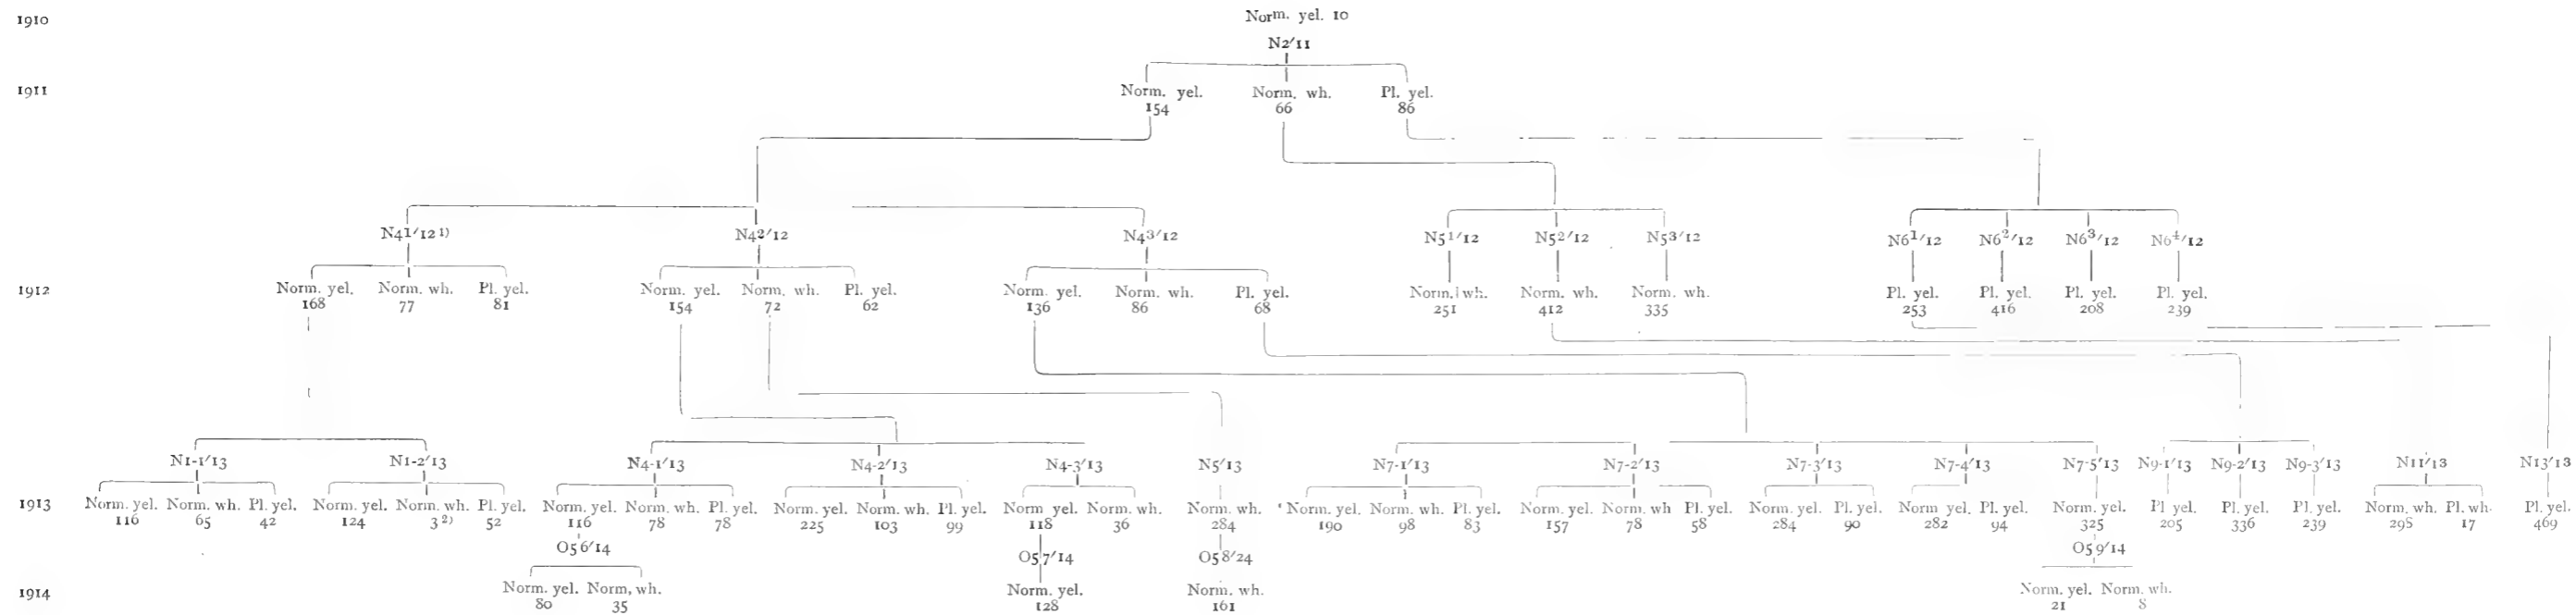 1910
Norm. yel. 10
N2/11
1911
Norm. yel. Norm. wh. Pl. yel.
154 66 86
N4¹/12 ¹) N4²/12 N4³/12 N5¹/12 N5²/12 N5³/12 N6¹/12 N6²/12 N6³/12 N6⁴/12
1912
Norm. yel. Norm. wh. Pl. yel. Norm. yel. Norm. wh. Pl. yel. Norm. yel. Norm. wh. Pl. yel. Norm. wh. Norm. wh. Norm. wh. Pl. yel. Pl. yel. Pl. yel. Pl. yel.
168 77 81 154 72 62 136 86 68 251 412 335 253 416 208 239
N1-1/13 N1-2/13 N4-1/13 N4-2/13 N4-3/13 N5/13 N7-1/13 N7-2/13 N7-3/13 N7-4/13 N7-5/13 N9-1/13 N9-2/13 N9-3/13 N11/13 N13/13
1913
Norm. yel. Norm. wh. Pl. yel. Norm. yel. Norm. wh. Pl. yel. Norm. yel. Norm. wh. Pl. yel. Norm. yel. Norm. wh. Pl. yel. Norm yel. Norm. wh. Norm. wh. Norm. yel. Norm. wh. Pl. yel. Norm. yel. Norm. wh Pl. yel. Norm. yel. Pl. yel. Norm yel. Pl. yel. Norm. yel. Pl yel. Pl. yel. Pl. yel. Norm. wh. Pl. wh. Pl. yel.
116 65 42 124 3 ²) 52 116 78 78 225 103 99 118 36 284 190 98 83 157 78 58 284 90 282 94 325 205 336 239 295 17 469
O56/14 O57/14 O58/24 O59/14
1914
Norm. yel. Norm, wh. Norm. yel. Norm. wh. Norm. yel. Norm. wh.
80 35 128 161 21 8